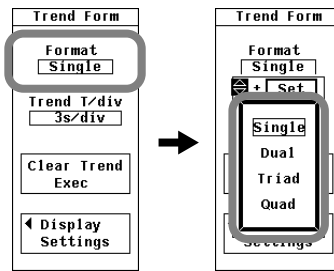 Trend Form
Format
Single
Trend T/div
3s/div
Clear Trend
Exec
Display
Settings
Trend Form
Format
Single
+ Set
Single
Dual
Triad
Quad
Settings